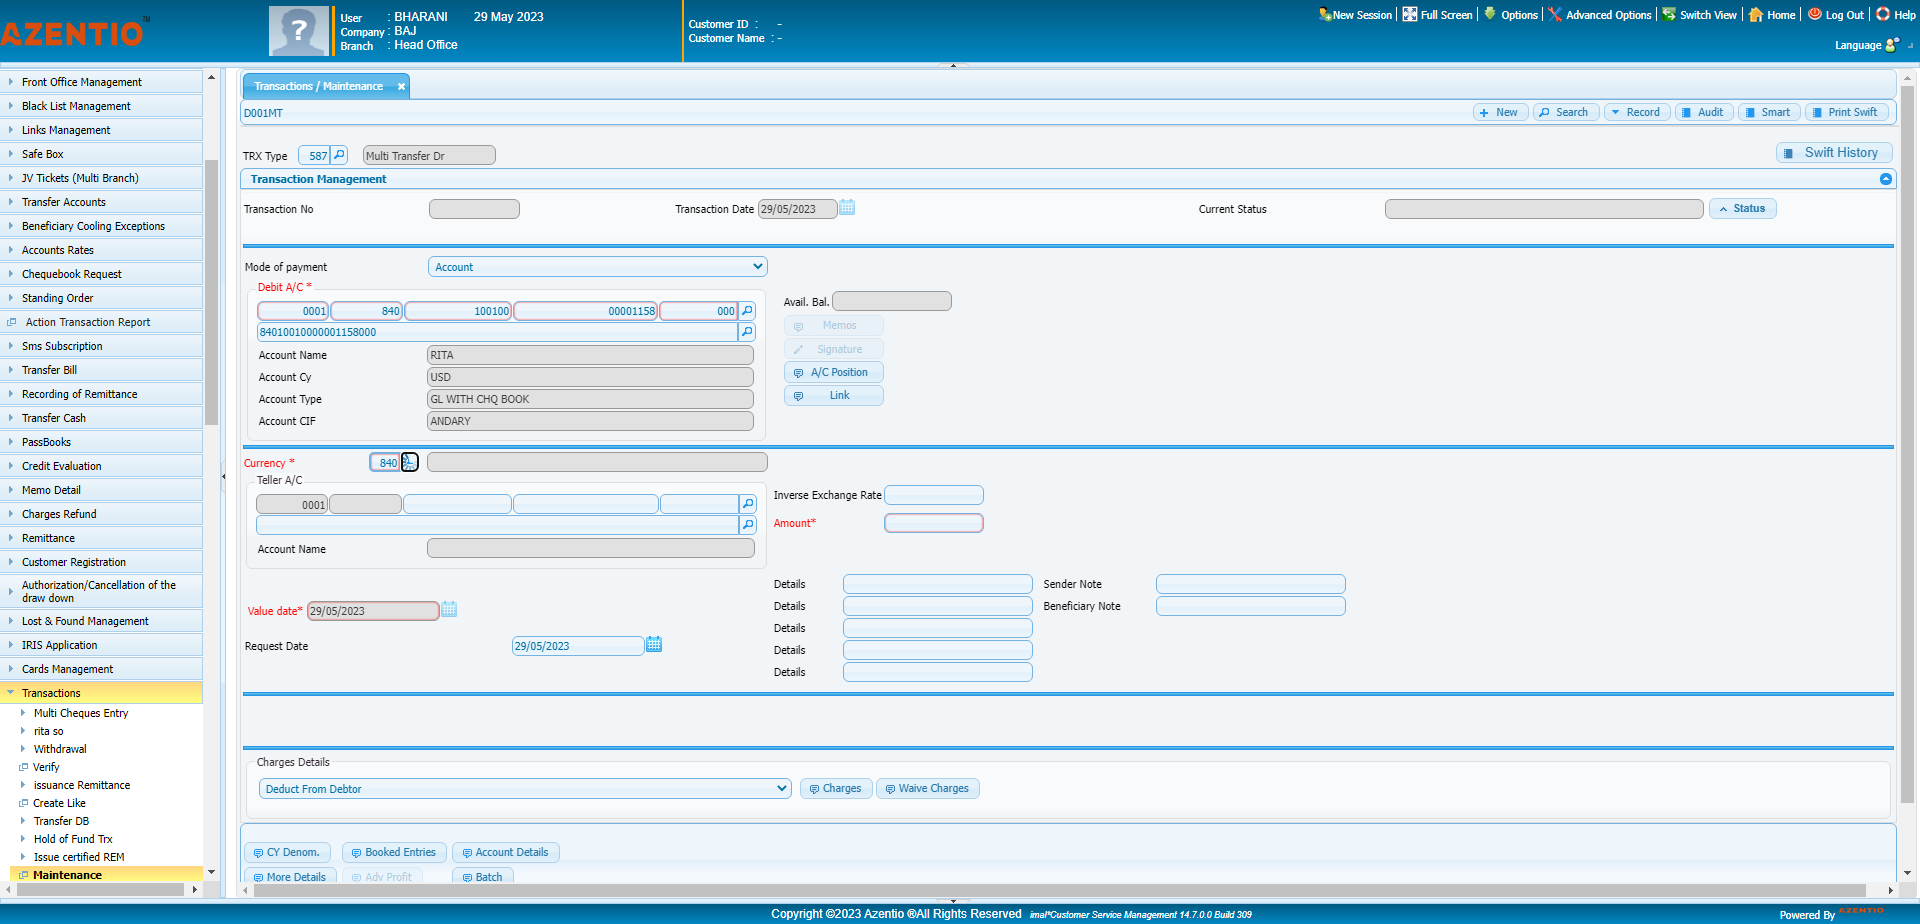 AZENTIO™
User : BHARANI 29 May 2023
Company : BAJ
Branch : Head Office
Customer ID : -
Customer Name : -
New Session Full Screen Options Advanced Options Switch View Home Log Out Help
Language
Front Office Management
Black List Management
Links Management
Safe Box
JV Tickets (Multi Branch)
Transfer Accounts
Beneficiary Cooling Exceptions
Accounts Rates
Chequebook Request
Standing Order
Action Transaction Report
Sms Subscription
Transfer Bill
Recording of Remittance
Transfer Cash
PassBooks
Credit Evaluation
Memo Detail
Charges Refund
Remittance
Customer Registration
Authorization/Cancellation of the
draw down
Lost & Found Management
IRIS Application
Cards Management
Transactions
Multi Cheques Entry
rita so
Withdrawal
Verify
issuance Remittance
Create Like
Transfer DB
Hold of Fund Trx
Issue certified REM
Maintenance
Transactions / Maintenance
D001MT
New Search Record Audit Smart Print Swift
TRX Type 587 Multi Transfer Dr Swift History
Transaction Management
Transaction No Transaction Date 29/05/2023 Current Status Status
Mode of payment Account
Debit A/C *
0001 840 100100 00001158 000
84010010000001158000
Account Name RITA
Account Cy USD
Account Type GL WITH CHQ BOOK
Account CIF ANDARY
Avail. Bal.
Memos
Signature
A/C Position
Link
Currency * 840
Teller A/C
0001
Account Name
Inverse Exchange Rate
Amount*
Value date* 29/05/2023
Request Date 29/05/2023
Details Sender Note
Details Beneficiary Note
Details
Details
Details
Charges Details
Deduct From Debtor Charges Waive Charges
CY Denom. Booked Entries Account Details
More Details Adv Profit Batch
Copyright ©2023 Azentio ®All Rights Reserved imal*Customer Service Management 14.7.0.0 Build 309
Powered By AZENTIO